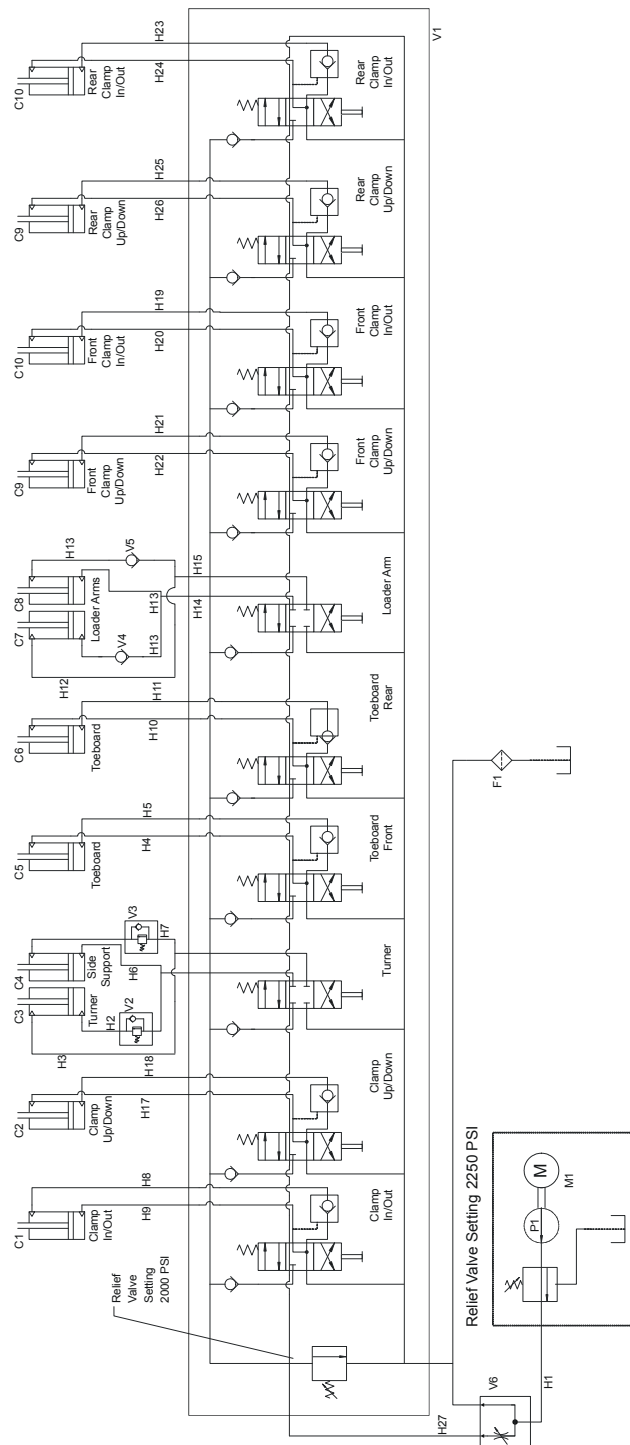 C10
Rear
Clamp
In/Out
H23
H24
C9
Rear
Clamp
Up/Down
H25
H26
C10
Front
Clamp
In/Out
H19
H20
C9
Front
Clamp
Up/Down
H21
H22
C8
C7
Loader Arms
H13
V5
H15
H13
H14
V4
H13
H12
H11
C6
Toeboard
H10
C5
Toeboard
H5
H4
C4
Side
Support
C3
Turner
V3
H7
H6
V2
H2
H3
H18
C2
Clamp
Up/Down
H17
C1
Clamp
In/Out
H8
H9
Relief
Valve
Setting
2000 PSI
V1
Rear
Clamp
In/Out
Rear
Clamp
Up/Down
Front
Clamp
In/Out
Front
Clamp
Up/Down
Loader Arm
Toeboard
Rear
Toeboard
Front
Turner
Clamp
Up/Down
Clamp
In/Out
F1
Relief Valve Setting 2250 PSI
M
M1
P1
V6
H1
H27